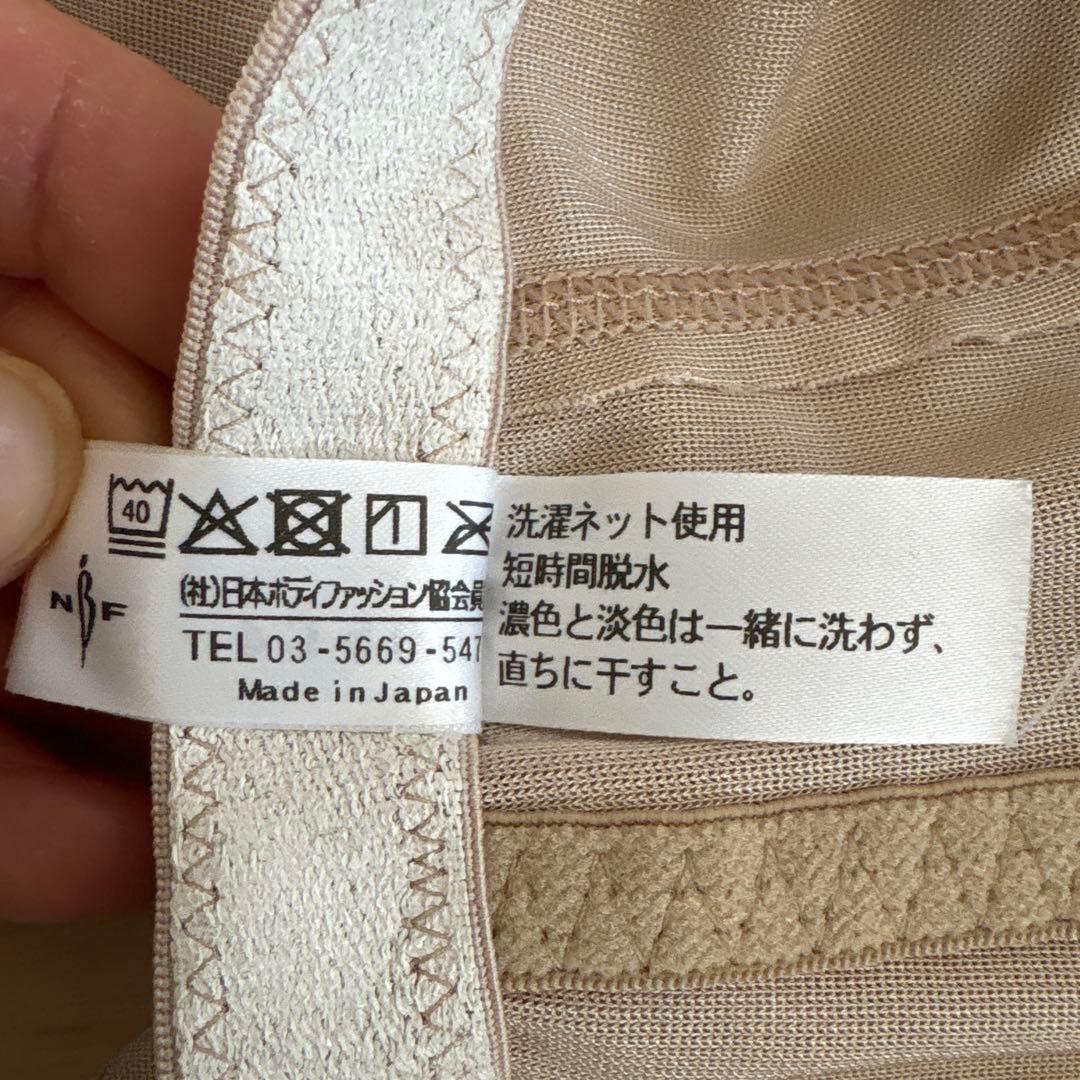 40
NBF
(社)日本ボディファッション協会員
TEL 03-5669-547
Made in Japan
洗濯ネット使用
短時間脱水
濃色と淡色は一緒に洗わず、
直ちに干すこと。